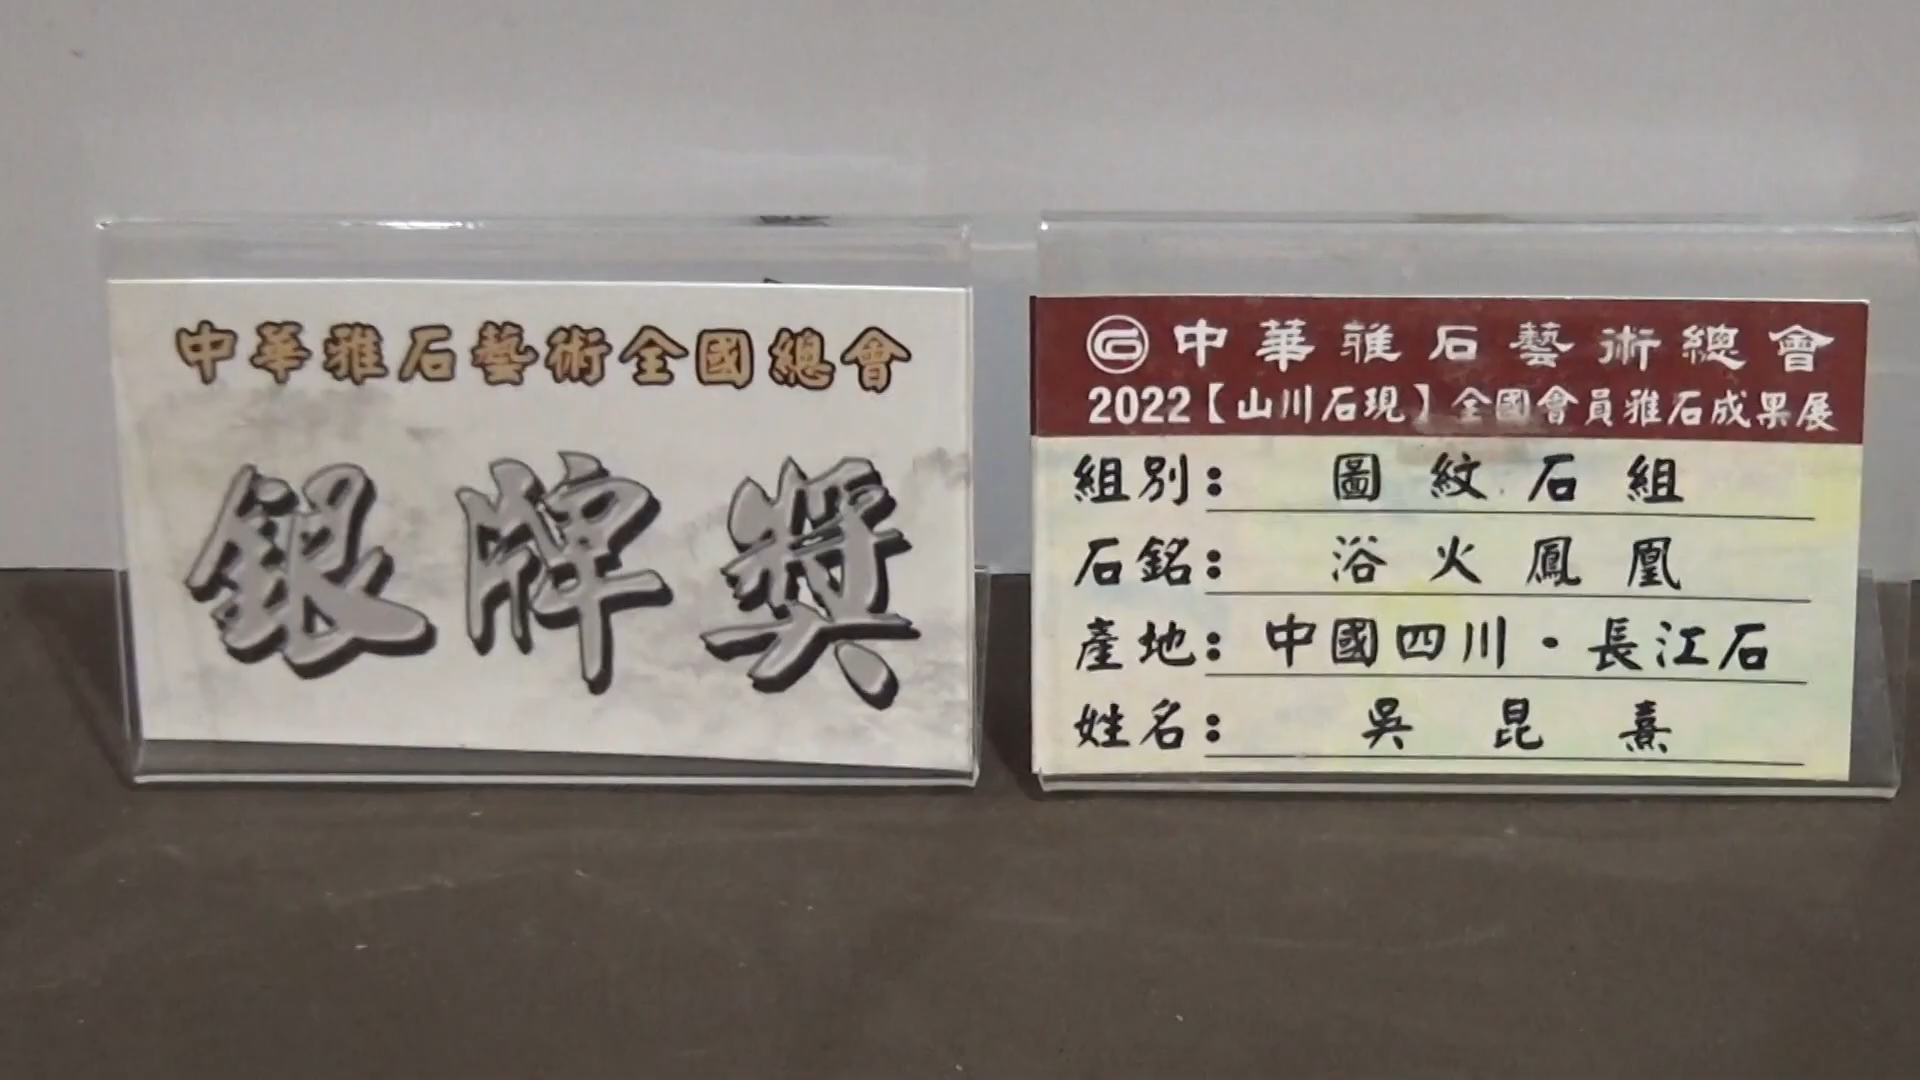 中華雅石藝術全國總會
銀牌獎
中華雅石藝術總會
2022【山川石現】全國會員雅石成果展
組別： 圖紋石組
石銘： 浴火鳳凰
產地： 中國四川·長江石
姓名： 吳昆熹